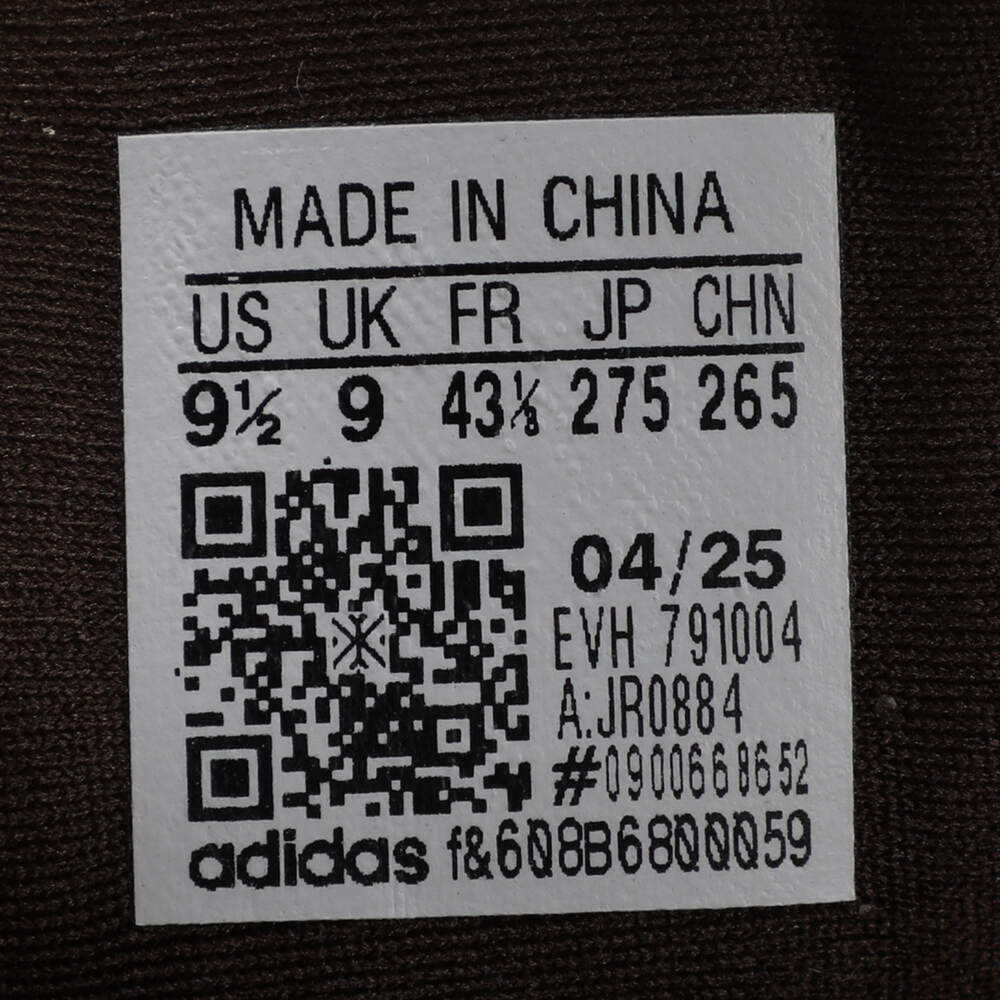 MADE IN CHINA
US UK FR JP CHN
9½ 9 43⅓ 275 265
04/25
EVH 791004
A:JR0884
#0900668652
adidas f&608B6800059